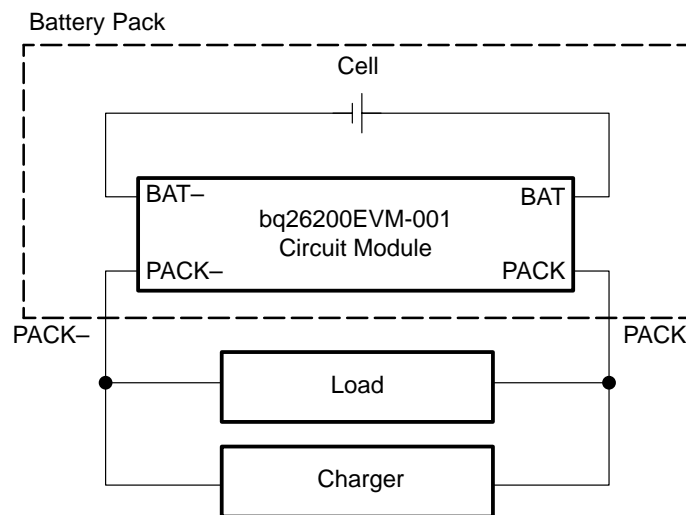 Battery Pack
Cell
BAT–
BAT
bq26200EVM-001
Circuit Module
PACK–
PACK
PACK–
PACK
Load
Charger